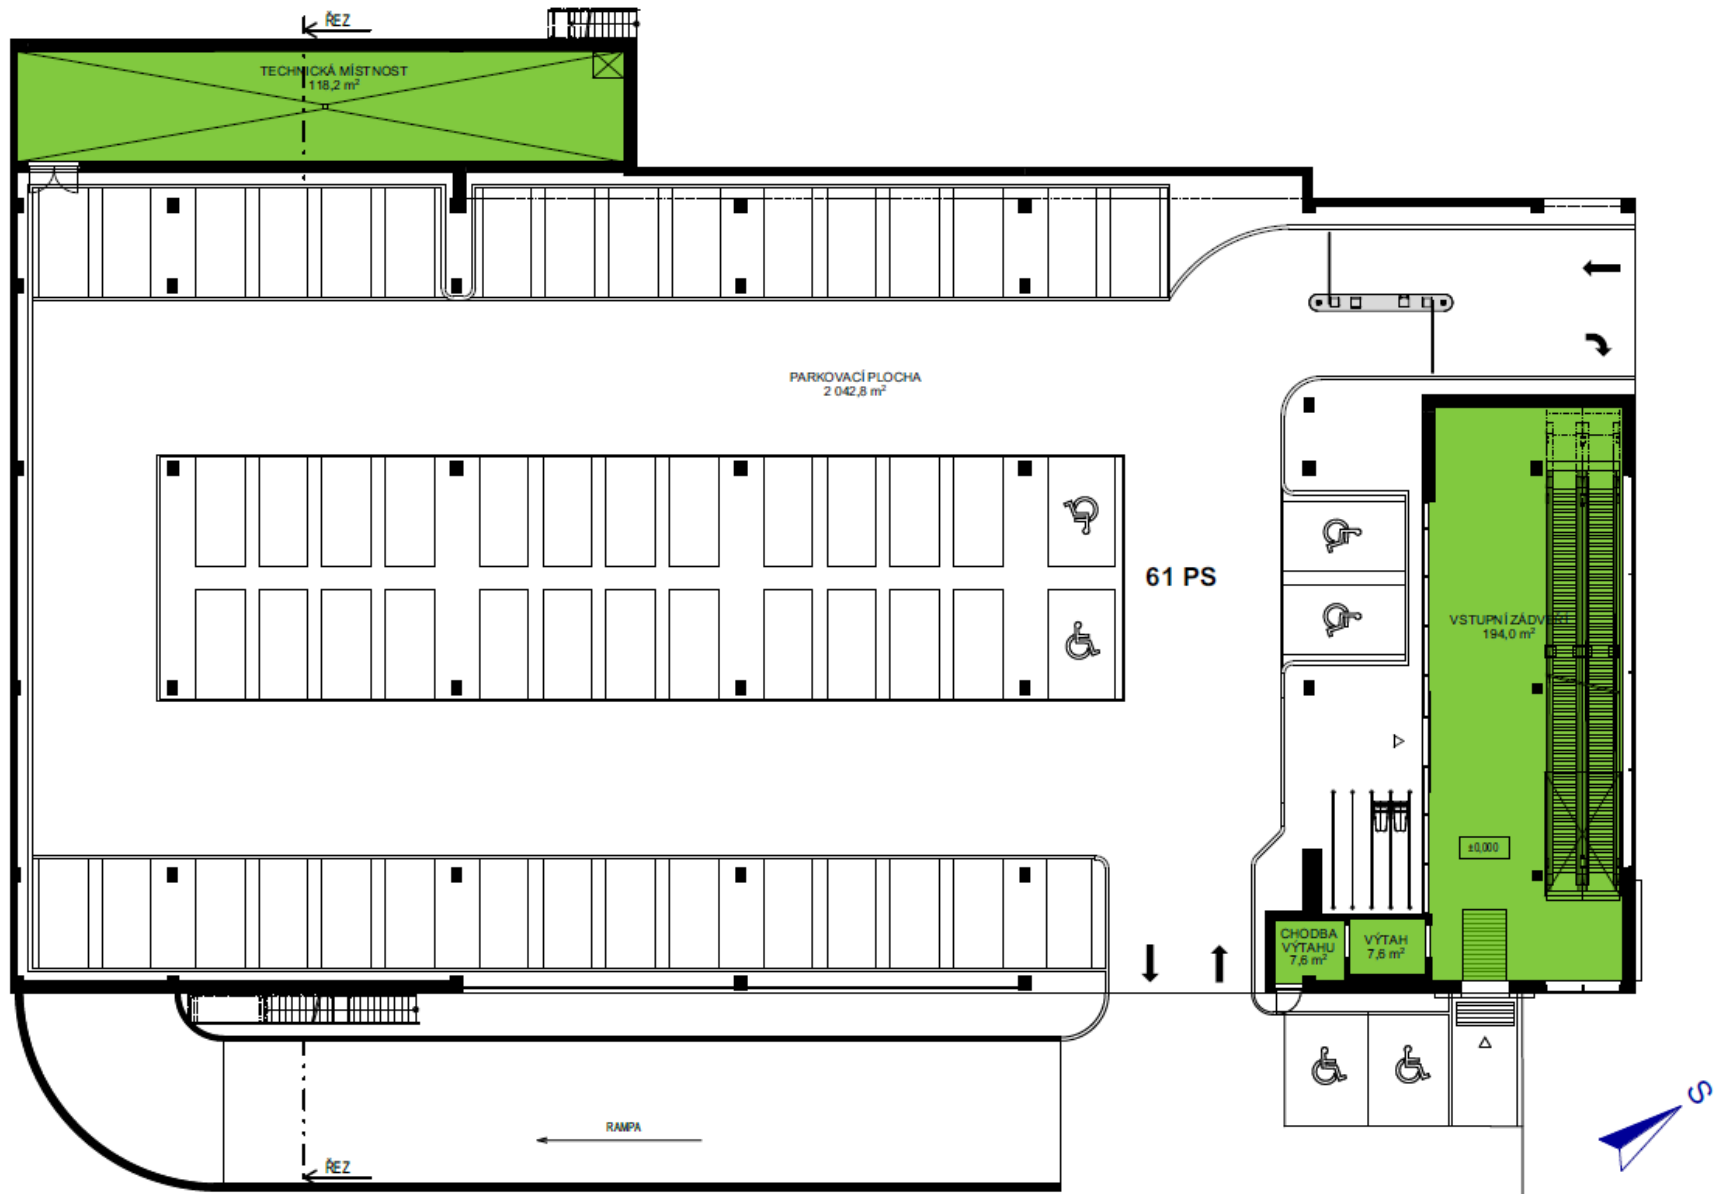 ŘEZ
TECHNICKÁ MÍSTNOST
118,2 m²
PARKOVACÍ PLOCHA
2 042,8 m²
61 PS
VSTUPNÍ ZÁDVEŘÍ
194,0 m²
±0,000
CHODBA
VÝTAHU
7,6 m²
VÝTAH
7,6 m²
RAMPA
ŘEZ
S